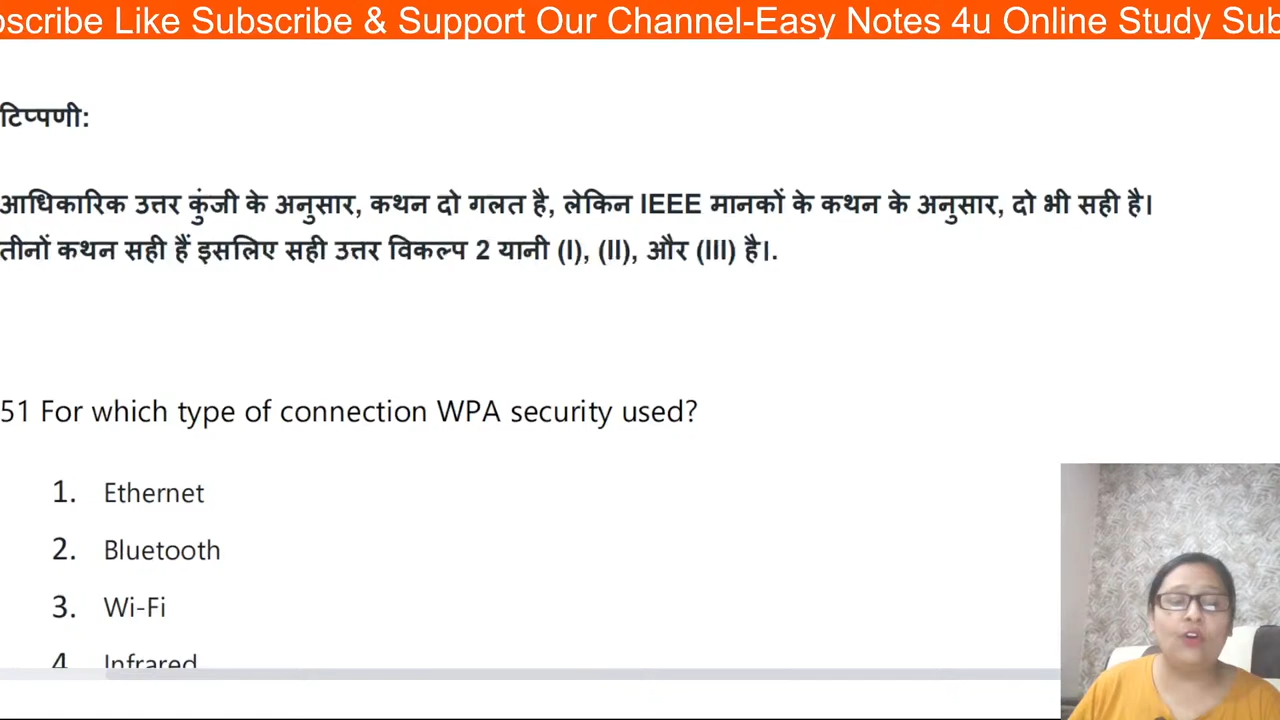 oscribe Like Subscribe & Support Our Channel-Easy Notes 4u Online Study Sub
टिप्पणी:
आधिकारिक उत्तर कुंजी के अनुसार, कथन दो गलत है, लेकिन IEEE मानकों के कथन के अनुसार, दो भी सही है।
तीनों कथन सही हैं इसलिए सही उत्तर विकल्प 2 यानी (I), (II), और (III) है।.
51 For which type of connection WPA security used?
1. Ethernet
2. Bluetooth
3. Wi-Fi
4. Infrared